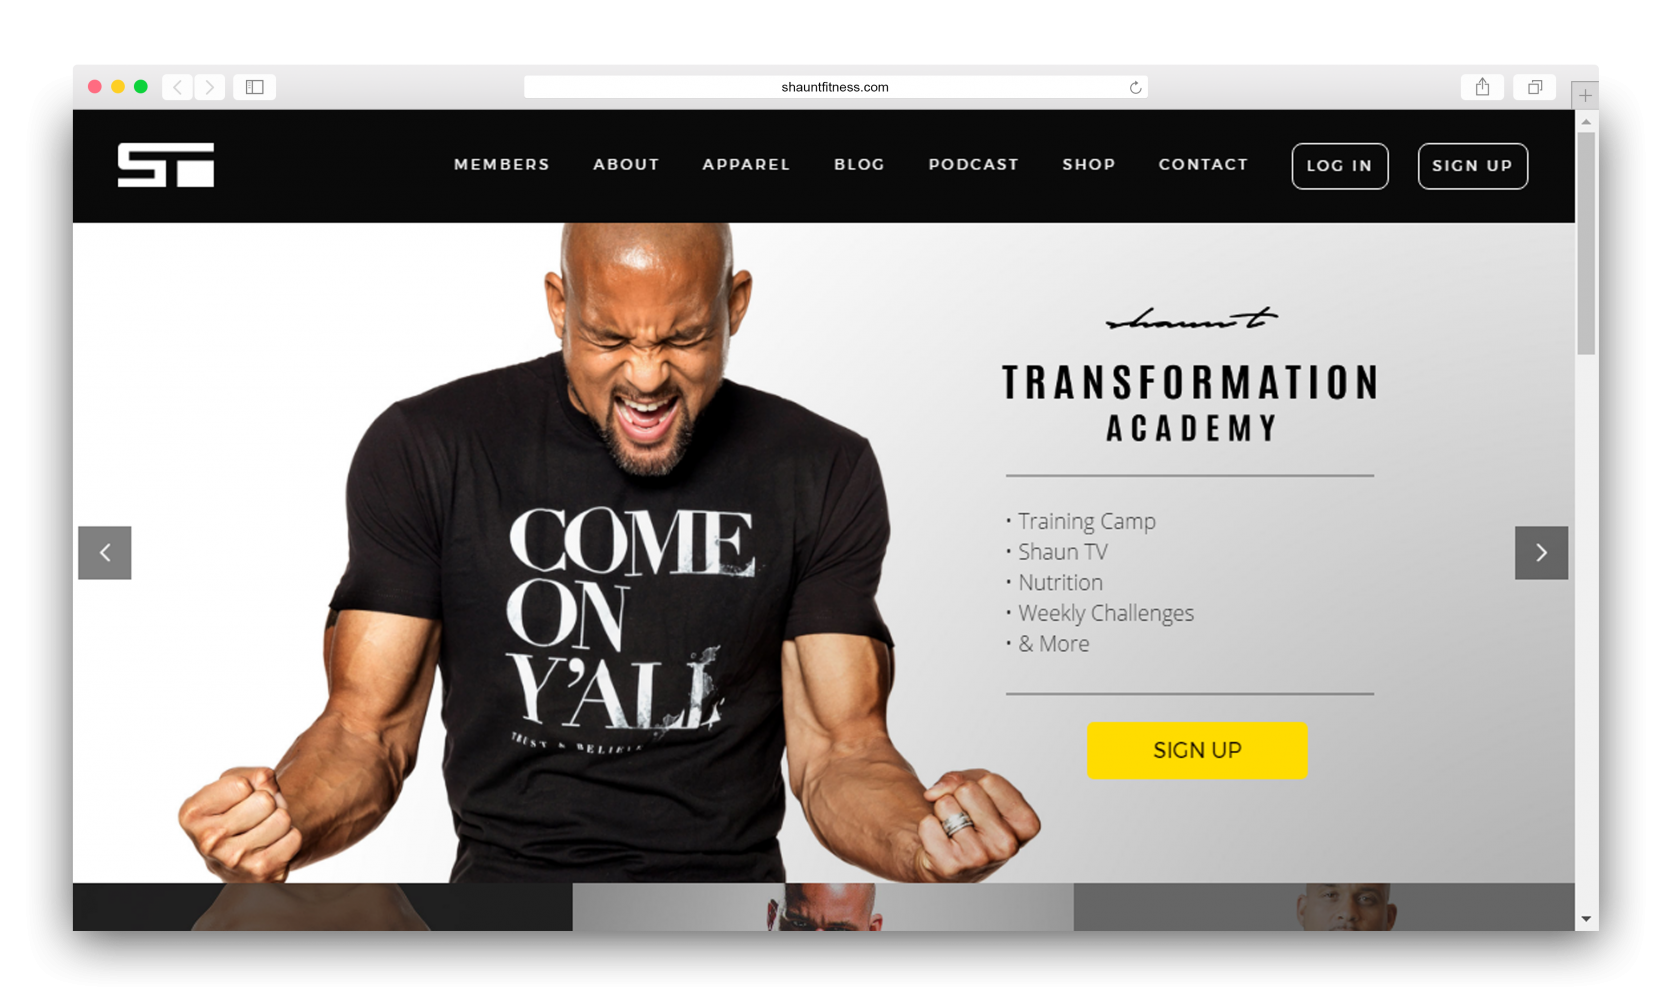 shauntfitness.com
ST
MEMBERS ABOUT APPAREL BLOG PODCAST SHOP CONTACT LOG IN SIGN UP
shaun t
TRANSFORMATION
ACADEMY
• Training Camp
• Shaun TV
• Nutrition
• Weekly Challenges
• & More
SIGN UP
COME
ON
Y'ALL
TRUST & BELIEVE